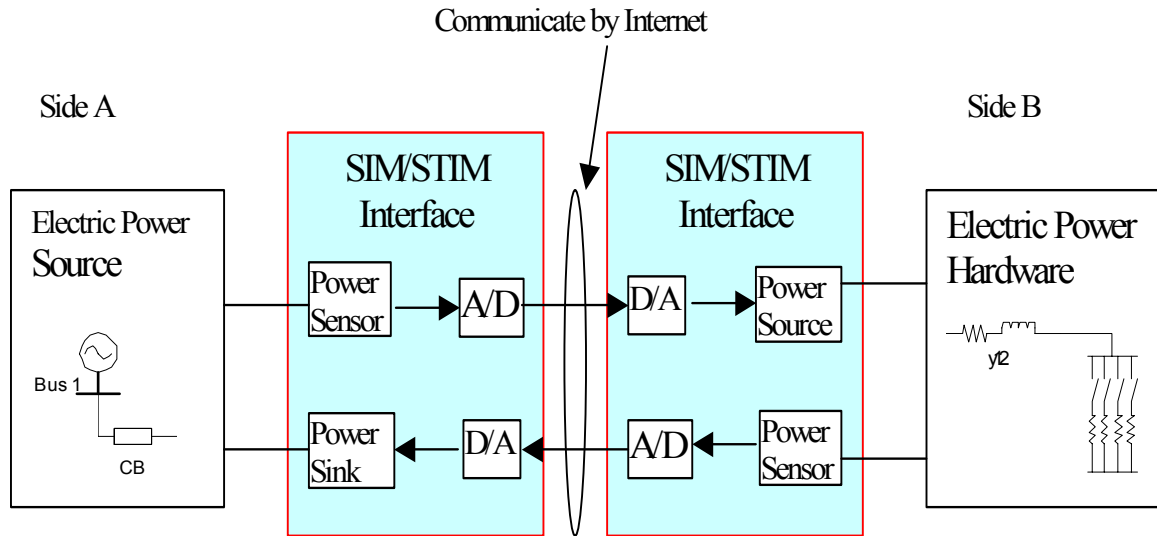 Communicate by Internet
Side A
Side B
SIM/STIM
Interface
SIM/STIM
Interface
Electric Power
Source
Bus 1
CB
Power
Sensor
A/D
D/A
Power
Source
Power
Sink
D/A
A/D
Power
Sensor
Electric Power
Hardware
yt2